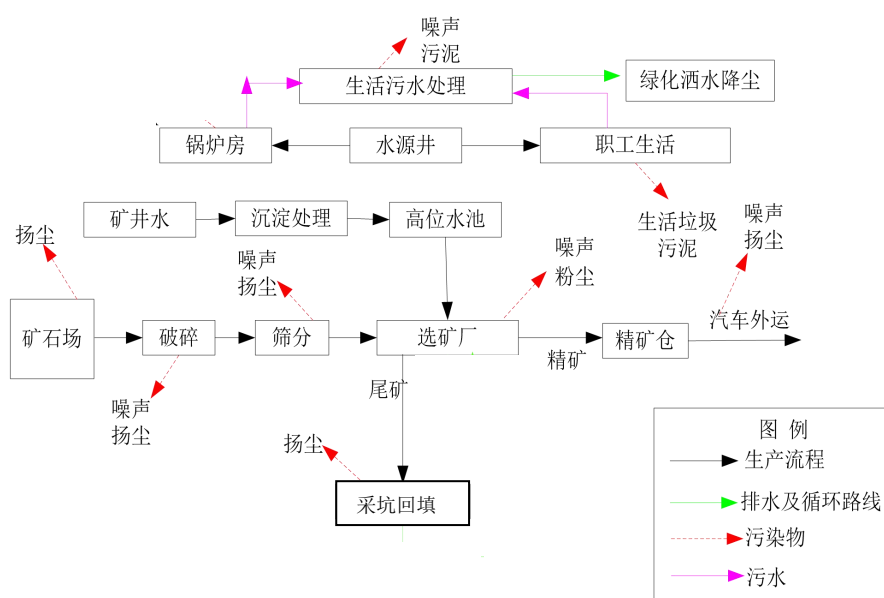 噪声
污泥
生活污水处理
绿化洒水降尘
锅炉房
水源井
职工生活
生活垃圾
污泥
噪声
扬尘
矿井水
沉淀处理
高位水池
扬尘
噪声
扬尘
噪声
粉尘
矿石场
破碎
筛分
选矿厂
精矿
精矿仓
汽车外运
噪声
扬尘
尾矿
扬尘
采坑回填
图 例
生产流程
排水及循环路线
污染物
污水